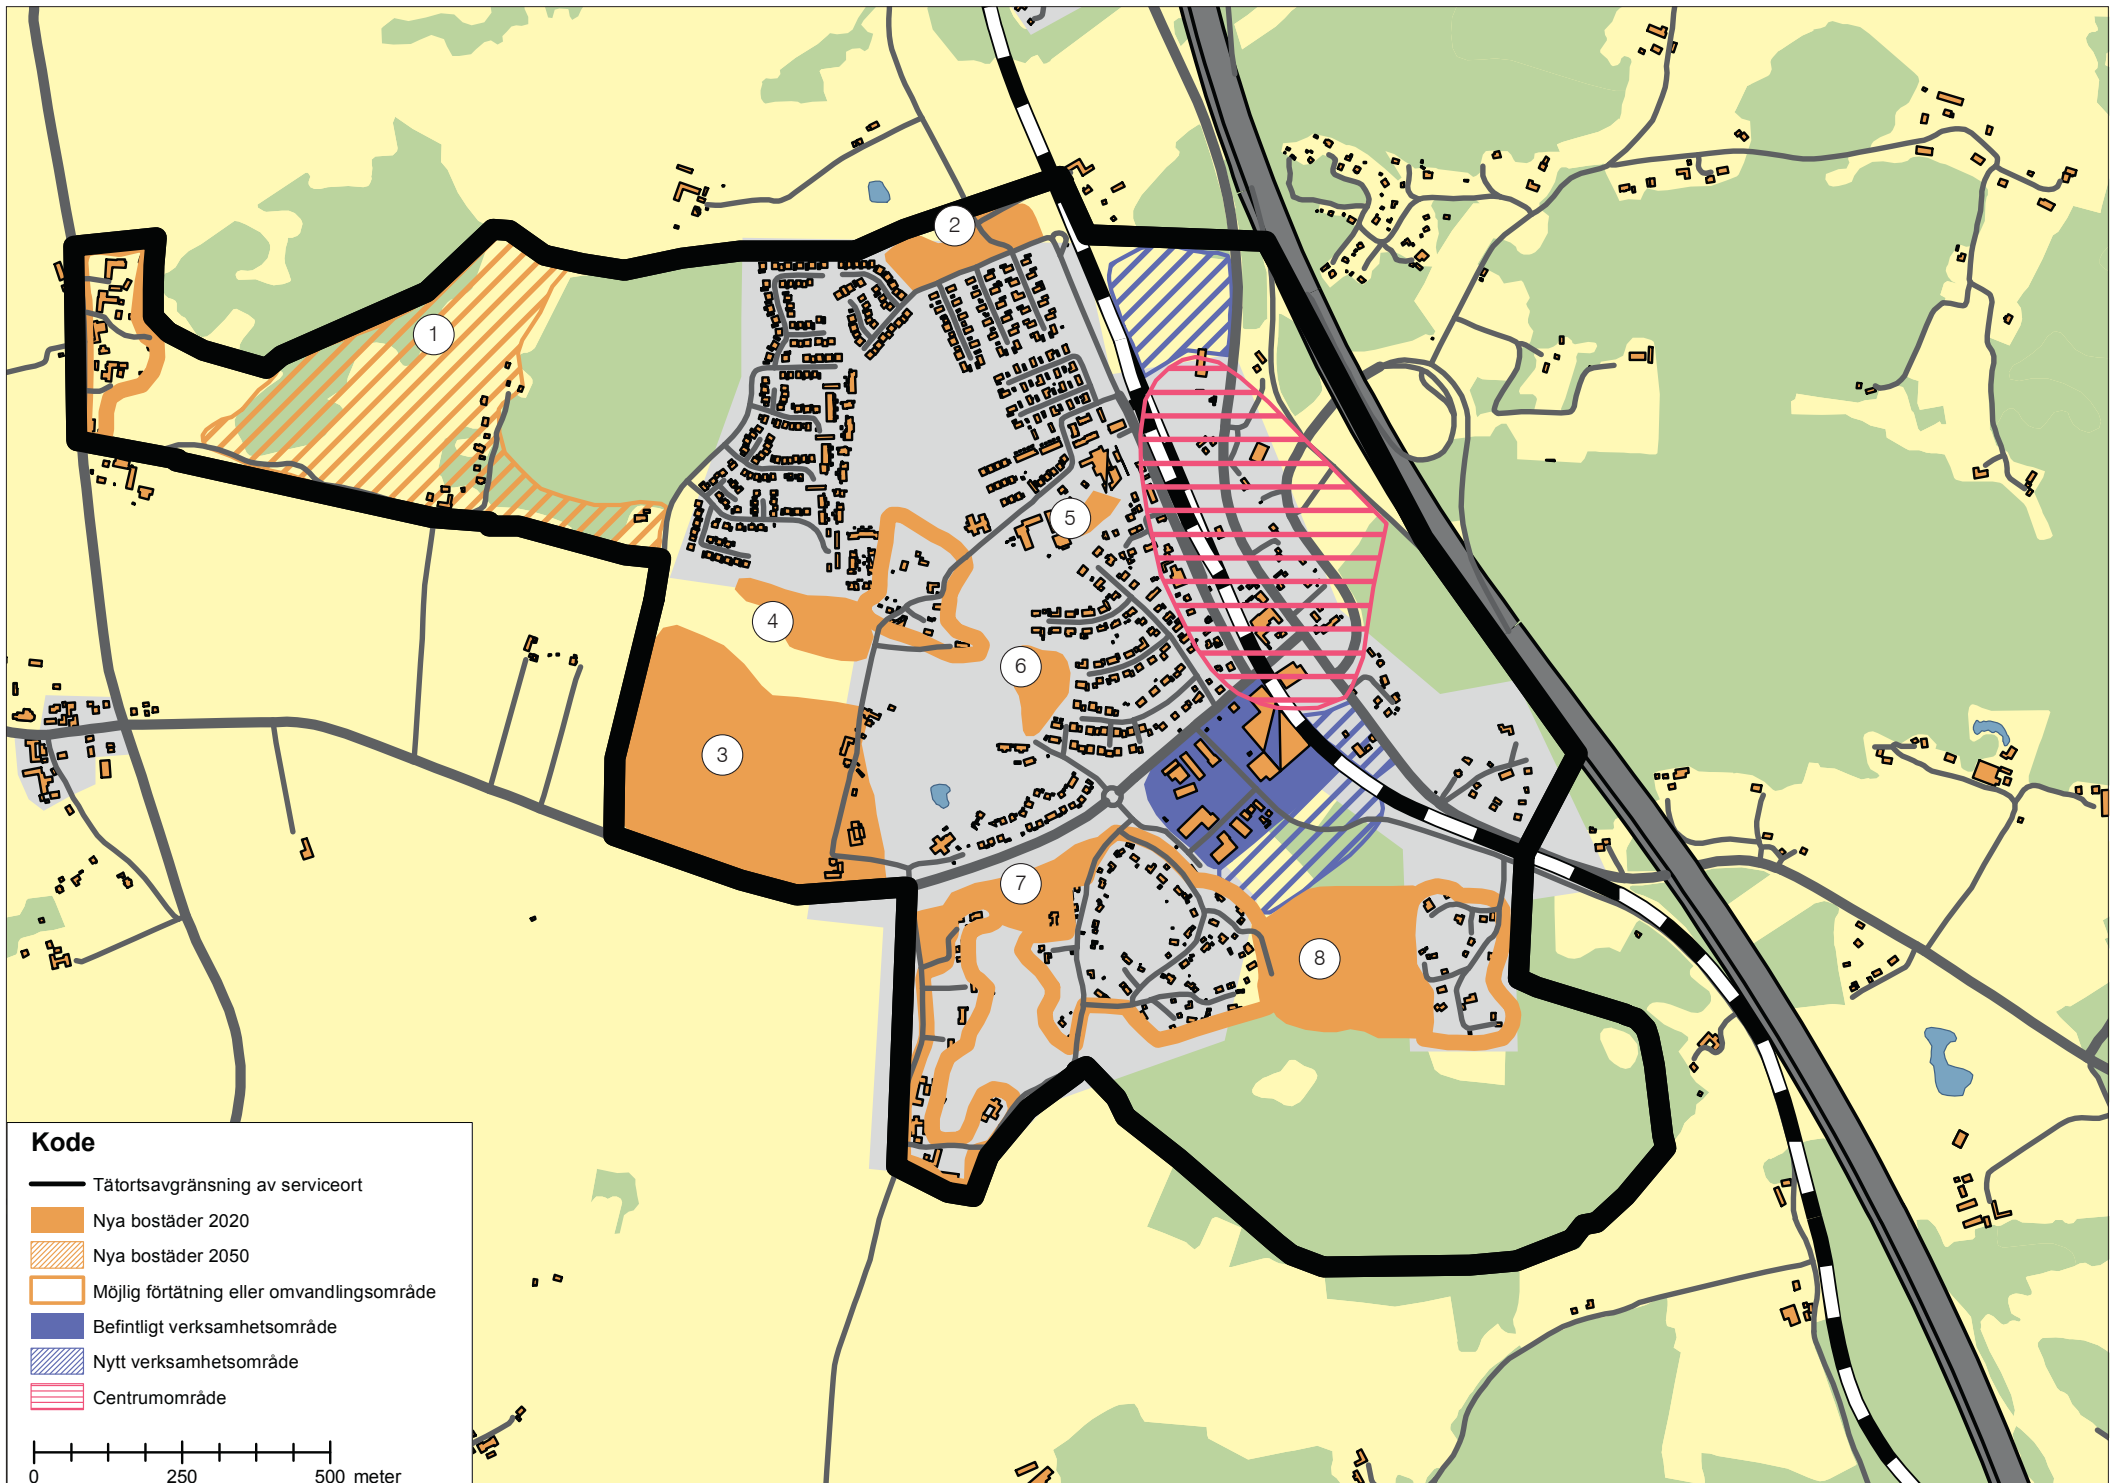 2
1
5
4
6
3
7
8
Kode
Tätortsavgränsning av serviceort
Nya bostäder 2020
Nya bostäder 2050
Möjlig förtätning eller omvandlingsområde
Befintligt verksamhetsområde
Nytt verksamhetsområde
Centrumområde
0 250 500 meter